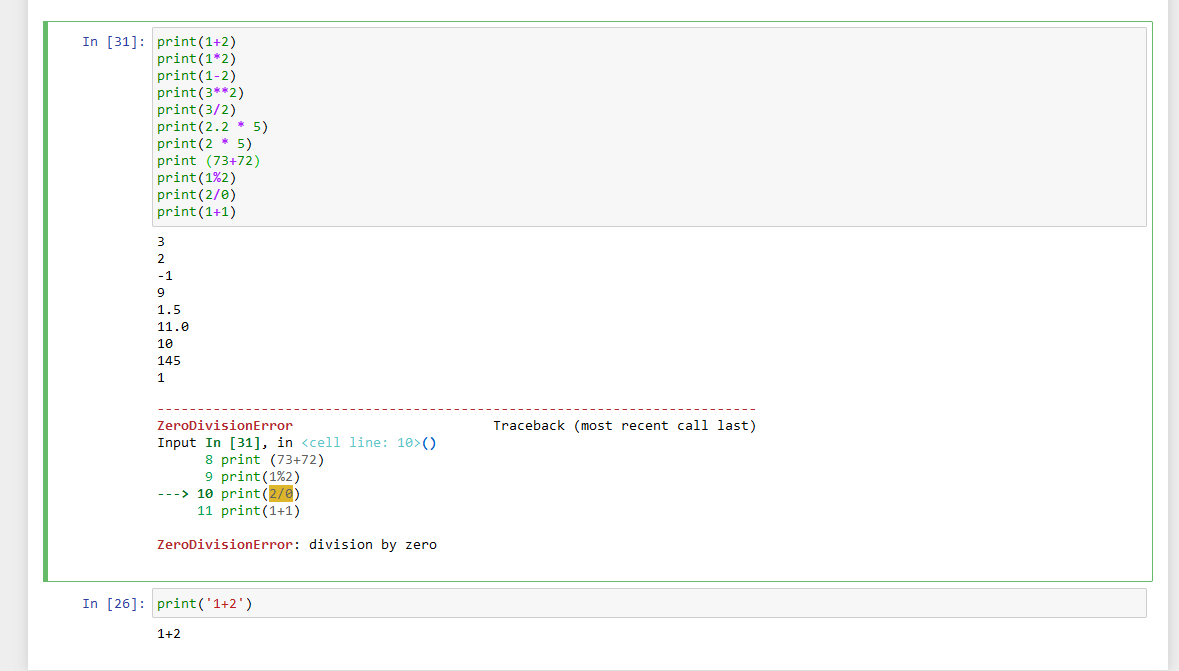 In [31]: print(1+2)
print(1*2)
print(1-2)
print(3**2)
print(3/2)
print(2.2 * 5)
print(2 * 5)
print (73+72)
print(1%2)
print(2/0)
print(1+1)
3
2
-1
9
1.5
11.0
10
145
1
---------------------------------------------------------------------------
ZeroDivisionError                         Traceback (most recent call last)
Input In [31], in <cell line: 10>()
      8 print (73+72)
      9 print(1%2)
---> 10 print(2/0)
     11 print(1+1)
ZeroDivisionError: division by zero
In [26]: print('1+2')
1+2